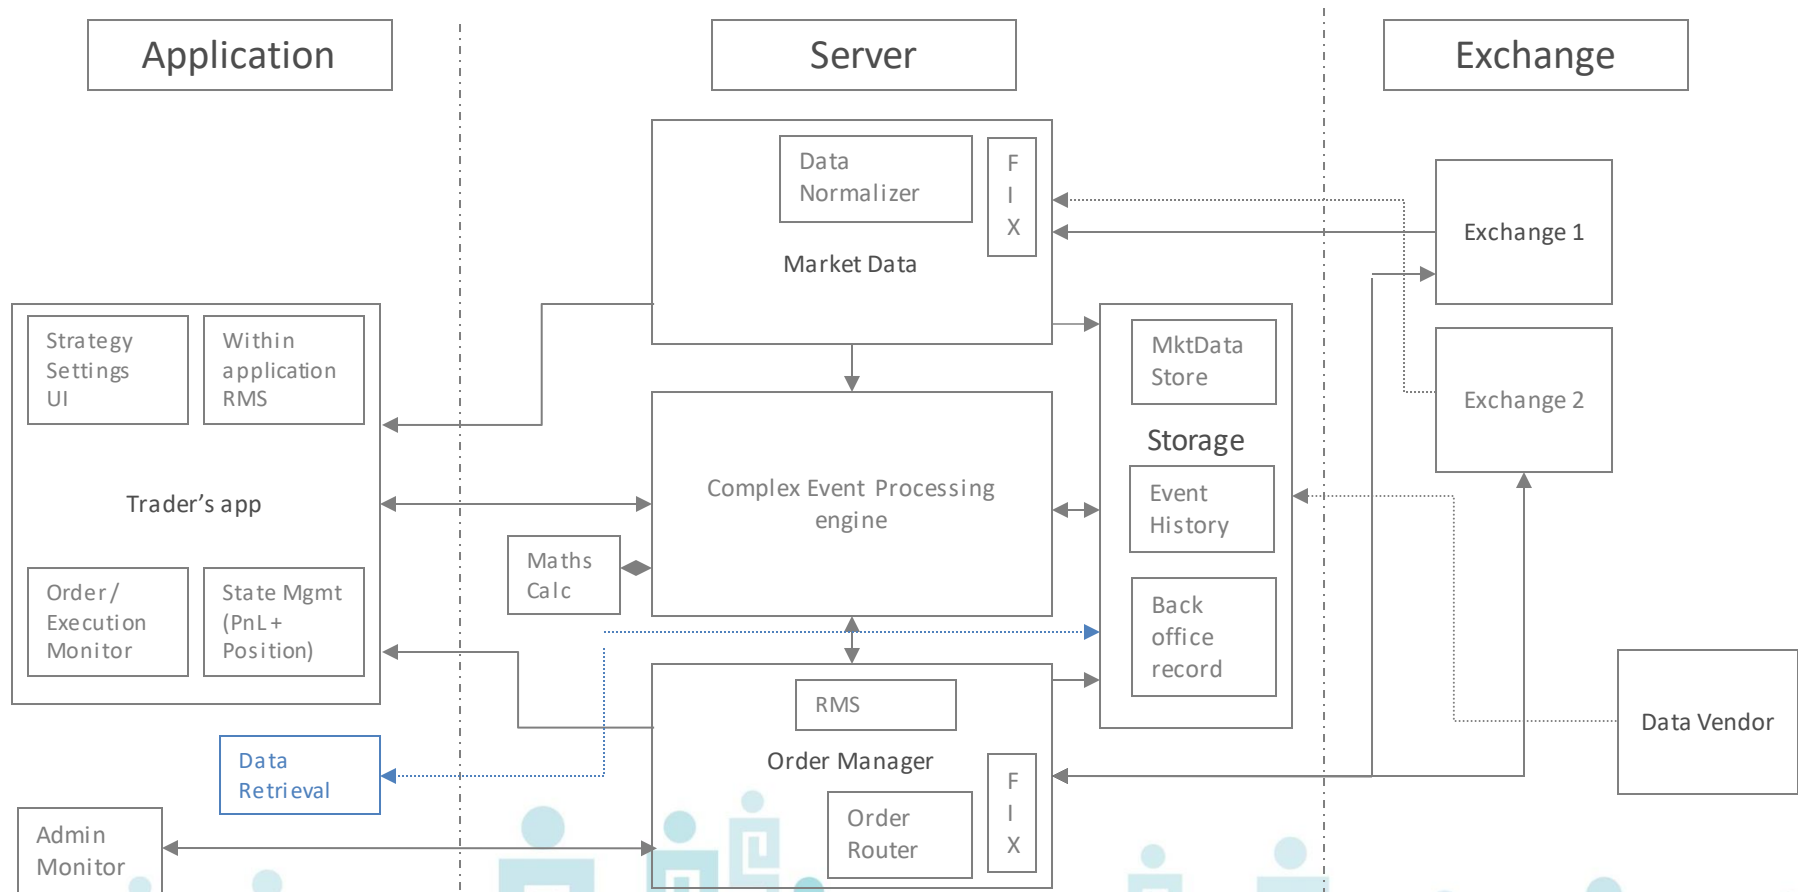 Application
Server
Exchange
Data
Normalizer
F
I
X
Market Data
Exchange 1
Strategy
Settings
UI
Within
application
RMS
MktData
Store
Exchange 2
Storage
Trader’s app
Complex Event Processing
engine
Event
History
Maths
Calc
Order/
Execution
Monitor
State Mgmt
(PnL+
Position)
Back
office
record
RMS
Data Vendor
Data
Retrieval
Order Manager
F
I
X
Order
Router
Admin
Monitor